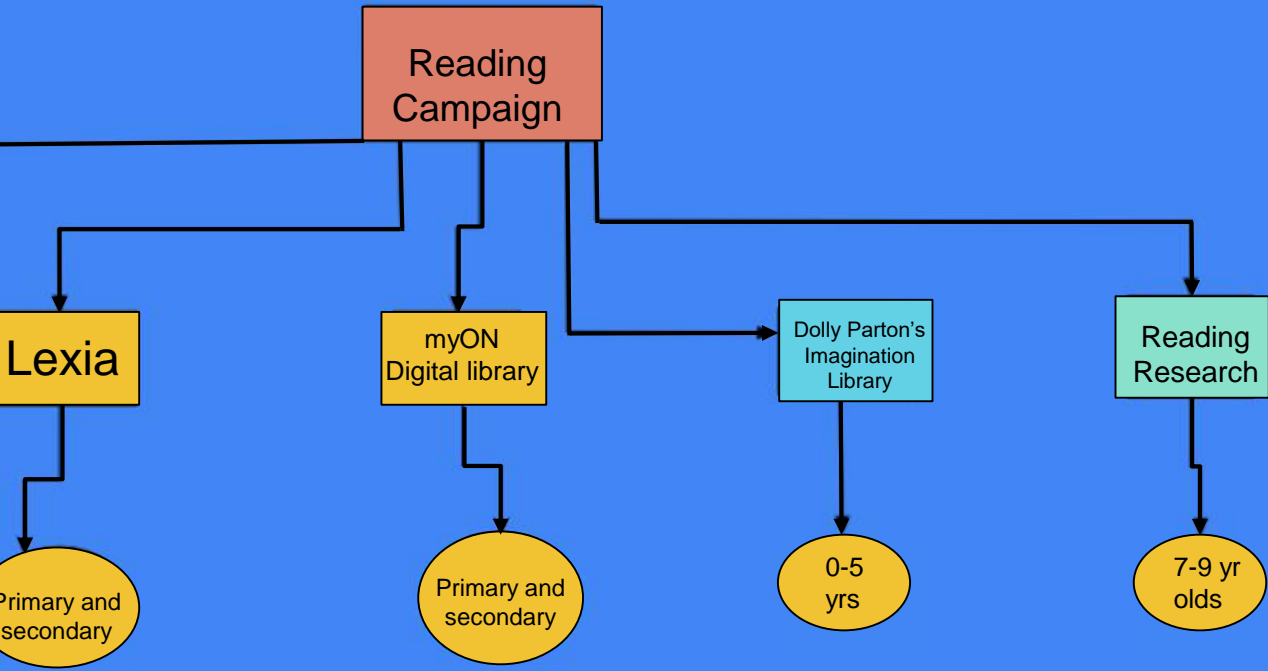 Reading
Campaign
Lexia
myON
Digital library
Dolly Parton's
Imagination
Library
Reading
Research
Primary and
secondary
Primary and
secondary
0-5
yrs
7-9 yr
olds